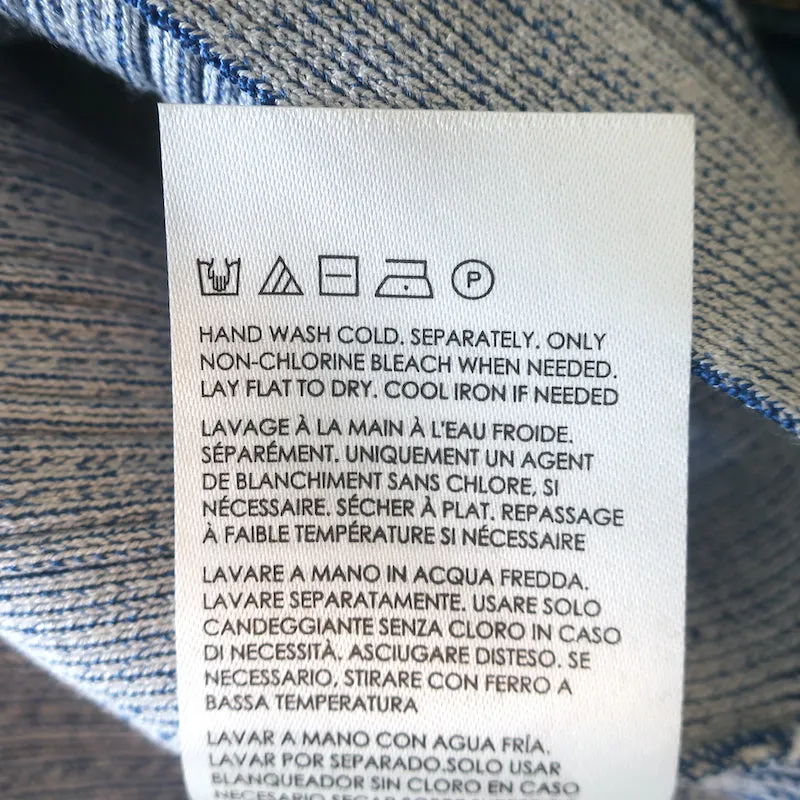 P
HAND WASH COLD. SEPARATELY. ONLY
NON-CHLORINE BLEACH WHEN NEEDED.
LAY FLAT TO DRY. COOL IRON IF NEEDED
LAVAGE À LA MAIN À L'EAU FROIDE.
SÉPARÉMENT. UNIQUEMENT UN AGENT
DE BLANCHIMENT SANS CHLORE, SI
NÉCESSAIRE. SÉCHER À PLAT. REPASSAGE
À FAIBLE TEMPÉRATURE SI NÉCESSAIRE
LAVARE A MANO IN ACQUA FREDDA.
LAVARE SEPARATAMENTE. USARE SOLO
CANDEGGIANTE SENZA CLORO IN CASO
DI NECESSITÀ. ASCIUGARE DISTESO. SE
NECESSARIO, STIRARE CON FERRO A
BASSA TEMPERATURA
LAVAR A MANO CON AGUA FRÍA.
LAVAR POR SEPARADO.SOLO USAR
BLANQUEADOR SIN CLORO EN CASO
NECESARIO SECAR